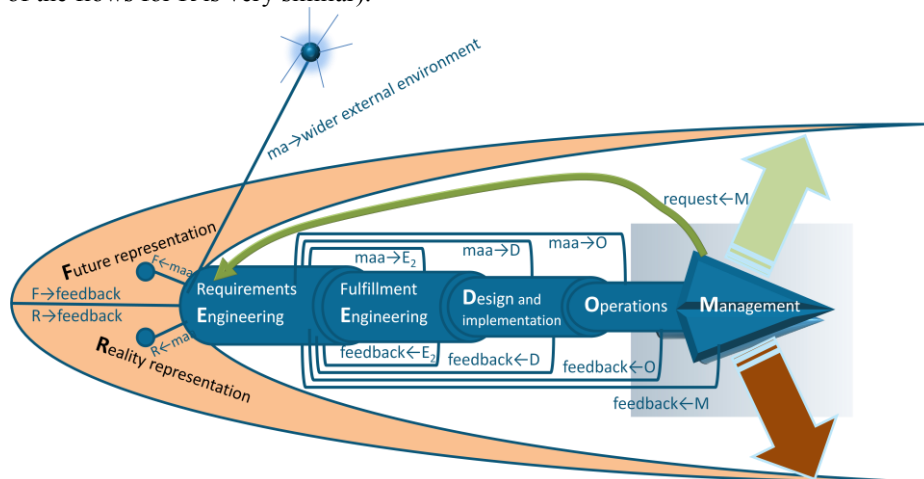 of the flows for R is very similar).
ma→wider external environment
request←M
maa→O
maa→D
maa→E₂
Future representation
F←maa
F→feedback
R→feedback
R←maa
Reality representation
Requirements
Engineering
Fulfillment
Engineering
Design and
implementation
Operations
Management
feedback←E₂
feedback←D
feedback←O
feedback←M